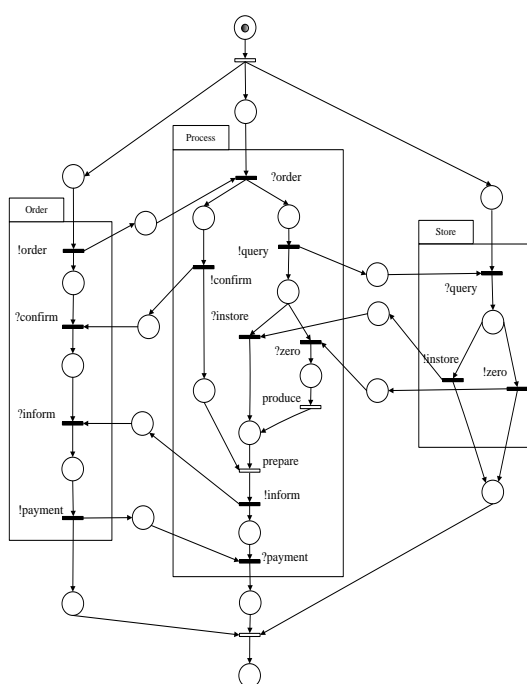 Process
?order
Order
Store
!order
!query
!confirm
?query
?confirm
?instore
?zero
!instore
!zero
produce
?inform
prepare
!inform
!payment
?payment